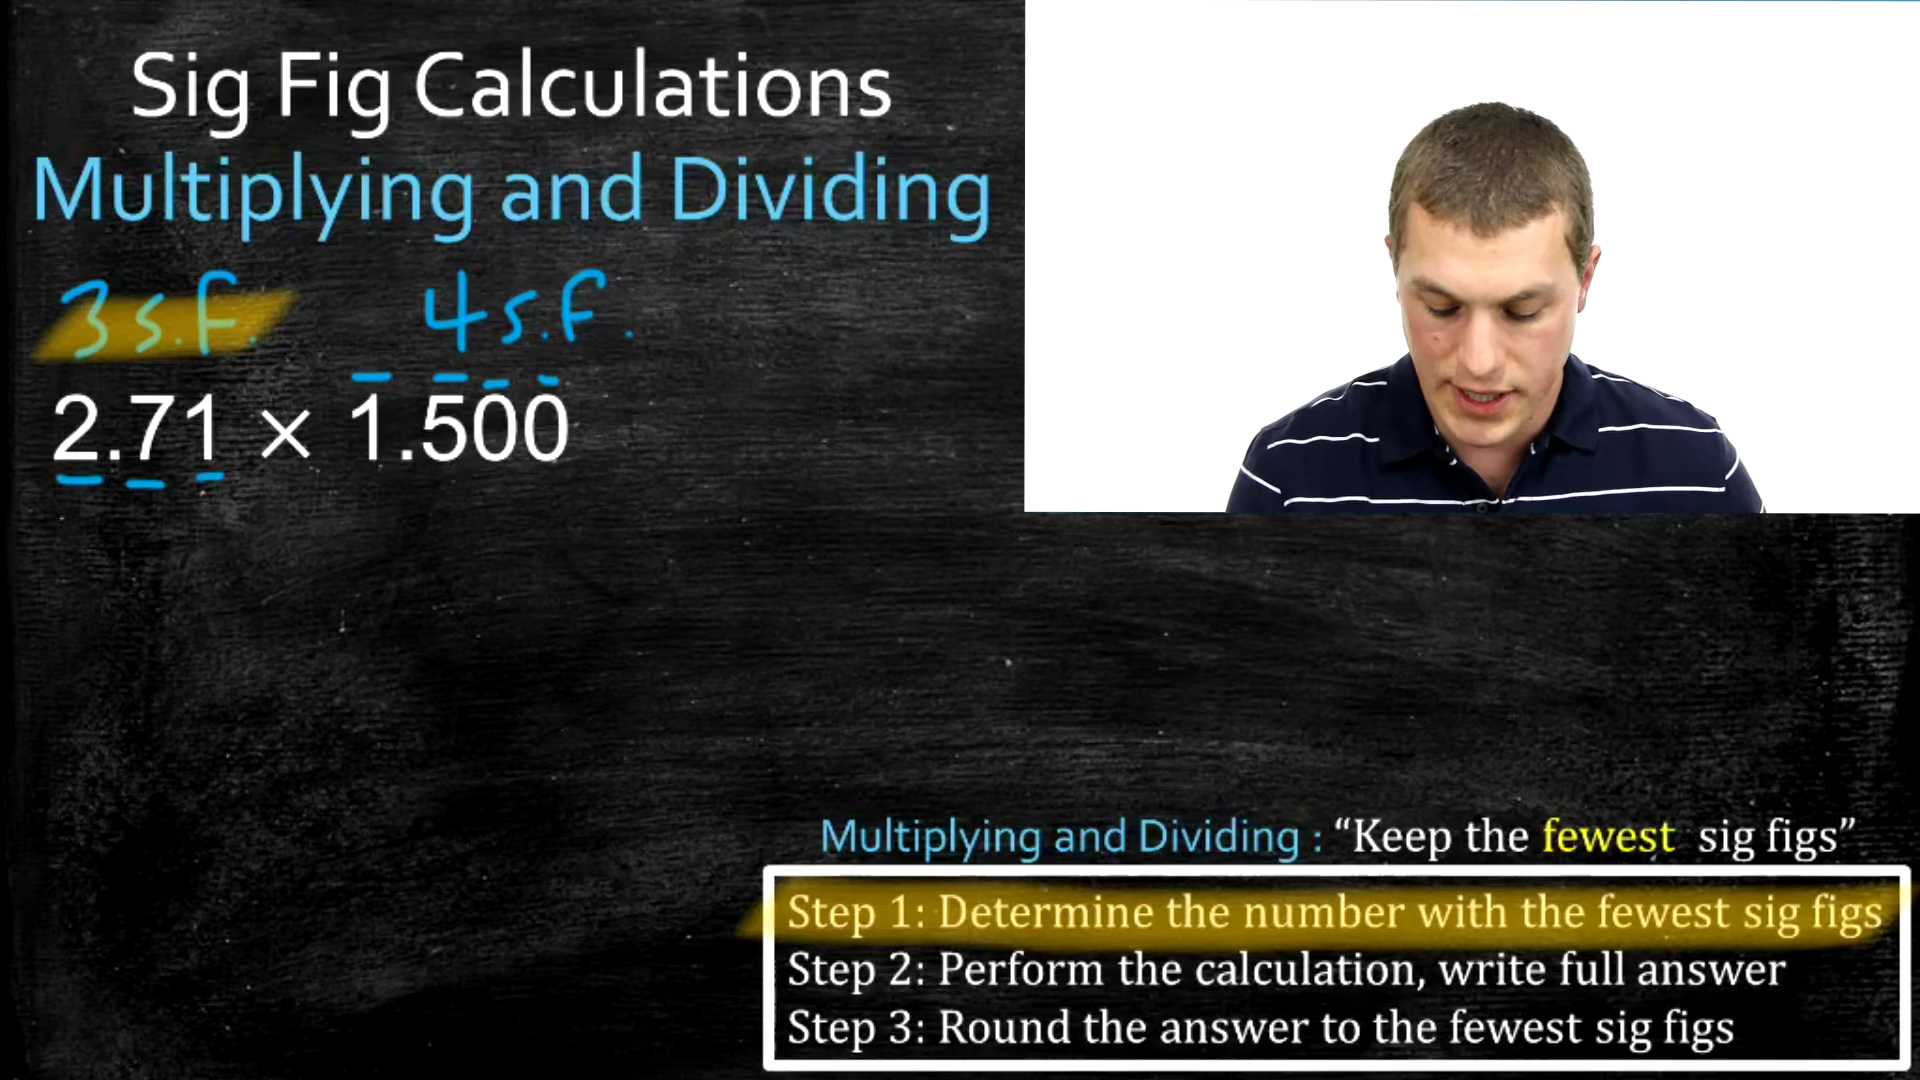 Sig Fig Calculations
Multiplying and Dividing
3 s.f. 4 s.f.
2.71 × 1.500
Multiplying and Dividing : “Keep the fewest sig figs”
Step 1: Determine the number with the fewest sig figs
Step 2: Perform the calculation, write full answer
Step 3: Round the answer to the fewest sig figs